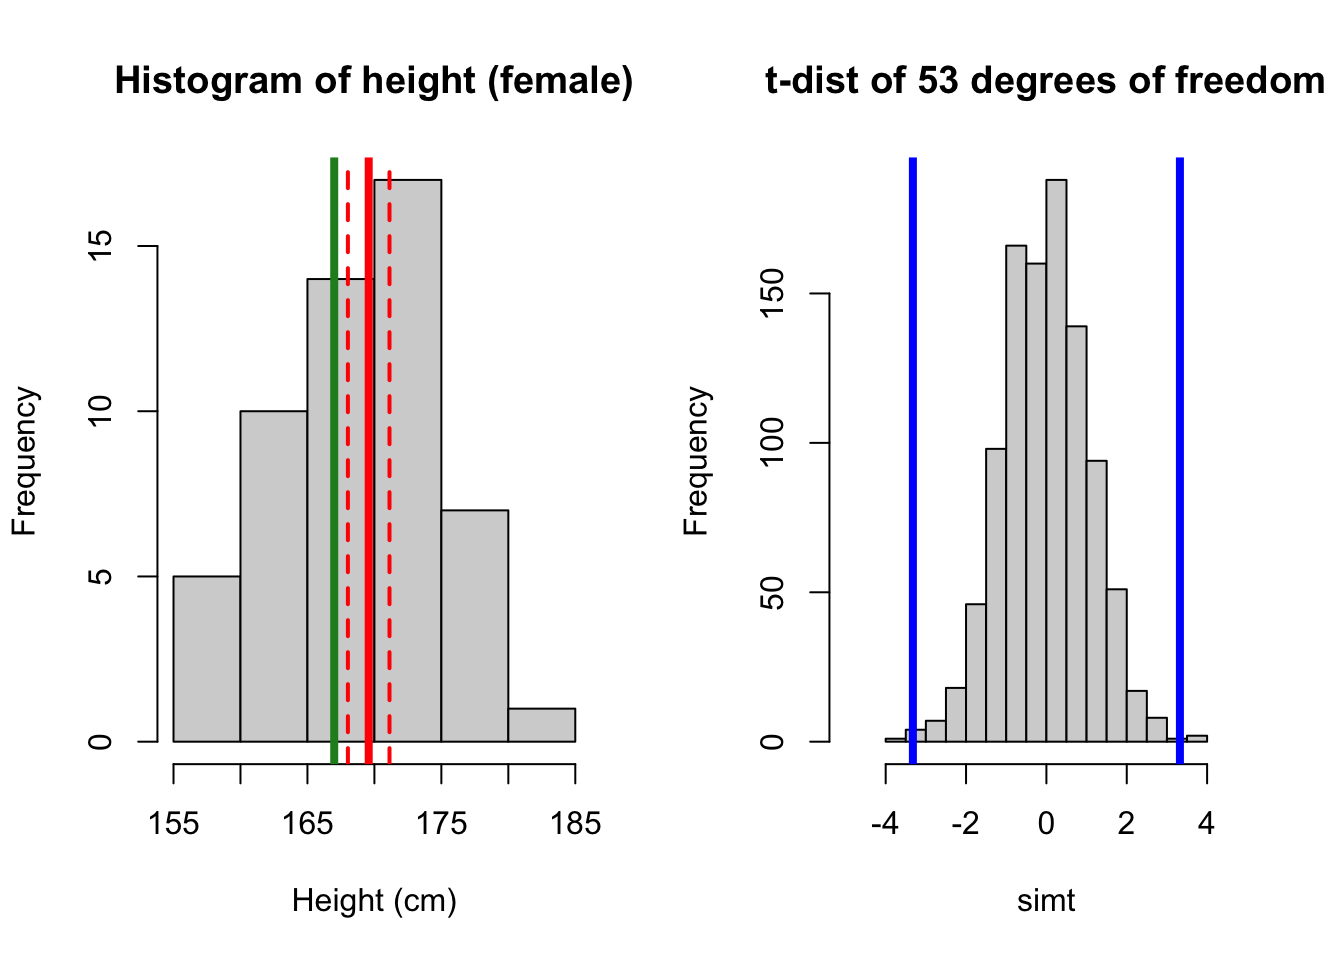 Histogram of height (female)
Frequency
0
5
10
15
155
165
175
185
Height (cm)
t-dist of 53 degrees of freedom
Frequency
0
50
100
150
-4
-2
0
2
4
simt